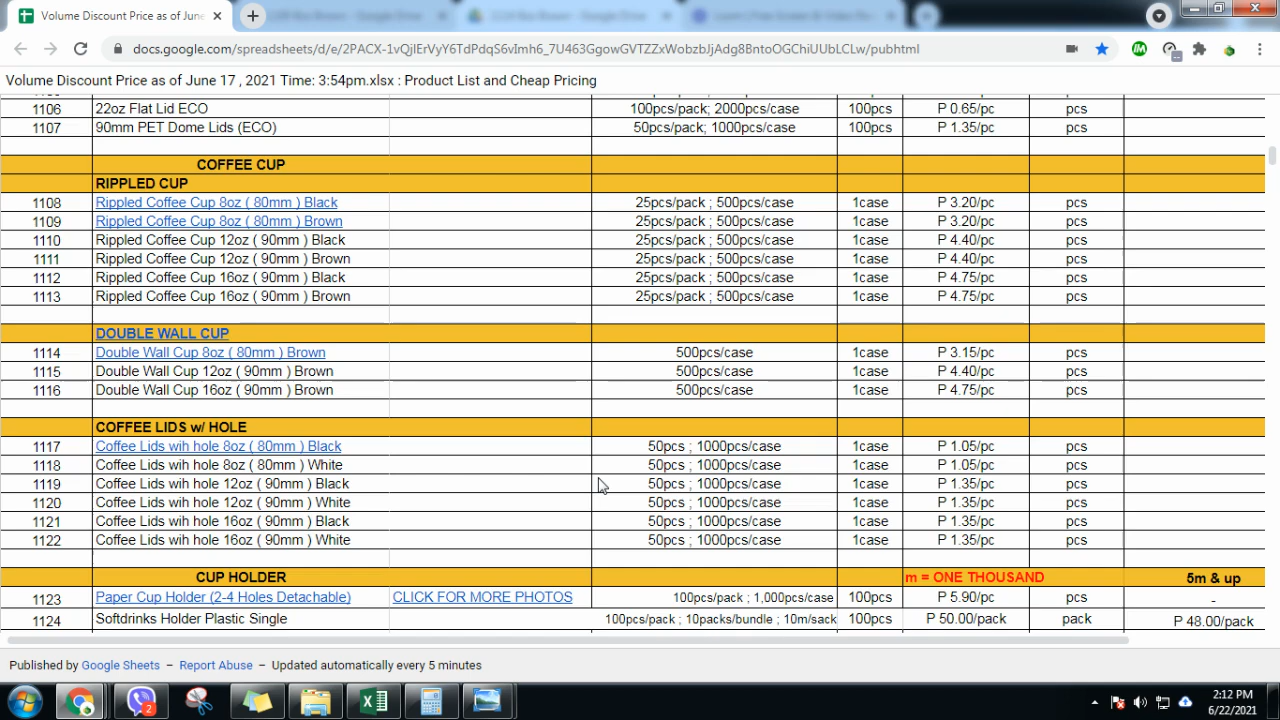 Volume Discount Price as of June
docs.google.com/spreadsheets/d/e/2PACX-1vQjIErVyY6TdPdqS6vImh6_7U463GgowGVTZZxWobzbJjAdg8BntoOGChiUUbLCLw/pubhtml
Volume Discount Price as of June 17 , 2021 Time: 3:54pm.xlsx : Product List and Cheap Pricing
1106 22oz Flat Lid ECO 100pcs/pack; 2000pcs/case 100pcs P 0.65/pc pcs
1107 90mm PET Dome Lids (ECO) 50pcs/pack; 1000pcs/case 100pcs P 1.35/pc pcs
COFFEE CUP
RIPPLED CUP
1108 Rippled Coffee Cup 8oz ( 80mm ) Black 25pcs/pack ; 500pcs/case 1case P 3.20/pc pcs
1109 Rippled Coffee Cup 8oz ( 80mm ) Brown 25pcs/pack ; 500pcs/case 1case P 3.20/pc pcs
1110 Rippled Coffee Cup 12oz ( 90mm ) Black 25pcs/pack ; 500pcs/case 1case P 4.40/pc pcs
1111 Rippled Coffee Cup 12oz ( 90mm ) Brown 25pcs/pack ; 500pcs/case 1case P 4.40/pc pcs
1112 Rippled Coffee Cup 16oz ( 90mm ) Black 25pcs/pack ; 500pcs/case 1case P 4.75/pc pcs
1113 Rippled Coffee Cup 16oz ( 90mm ) Brown 25pcs/pack ; 500pcs/case 1case P 4.75/pc pcs
DOUBLE WALL CUP
1114 Double Wall Cup 8oz ( 80mm ) Brown 500pcs/case 1case P 3.15/pc pcs
1115 Double Wall Cup 12oz ( 90mm ) Brown 500pcs/case 1case P 4.40/pc pcs
1116 Double Wall Cup 16oz ( 90mm ) Brown 500pcs/case 1case P 4.75/pc pcs
COFFEE LIDS w/ HOLE
1117 Coffee Lids wih hole 8oz ( 80mm ) Black 50pcs ; 1000pcs/case 1case P 1.05/pc pcs
1118 Coffee Lids wih hole 8oz ( 80mm ) White 50pcs ; 1000pcs/case 1case P 1.05/pc pcs
1119 Coffee Lids wih hole 12oz ( 90mm ) Black 50pcs ; 1000pcs/case 1case P 1.35/pc pcs
1120 Coffee Lids wih hole 12oz ( 90mm ) White 50pcs ; 1000pcs/case 1case P 1.35/pc pcs
1121 Coffee Lids wih hole 16oz ( 90mm ) Black 50pcs ; 1000pcs/case 1case P 1.35/pc pcs
1122 Coffee Lids wih hole 16oz ( 90mm ) White 50pcs ; 1000pcs/case 1case P 1.35/pc pcs
CUP HOLDER m = ONE THOUSAND 5m & up
1123 Paper Cup Holder (2-4 Holes Detachable) CLICK FOR MORE PHOTOS 100pcs/pack ; 1,000pcs/case 100pcs P 5.90/pc pcs -
1124 Softdrinks Holder Plastic Single 100pcs/pack ; 10packs/bundle ; 10m/sack 100pcs P 50.00/pack pack P 48.00/pack
Published by Google Sheets – Report Abuse – Updated automatically every 5 minutes
2
2:12 PM
6/22/2021